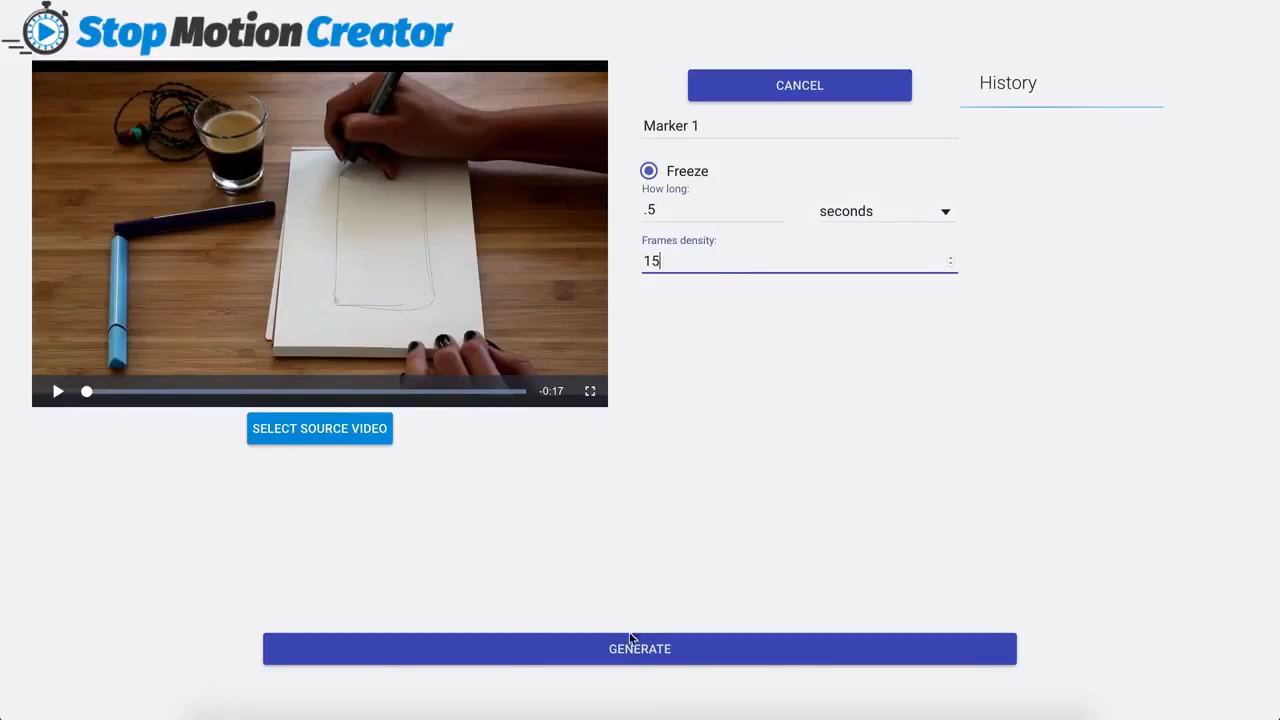 Stop Motion Creator
CANCEL
History
Marker 1
Freeze
How long:
.5
seconds
Frames density:
15
-0:17
SELECT SOURCE VIDEO
GENERATE